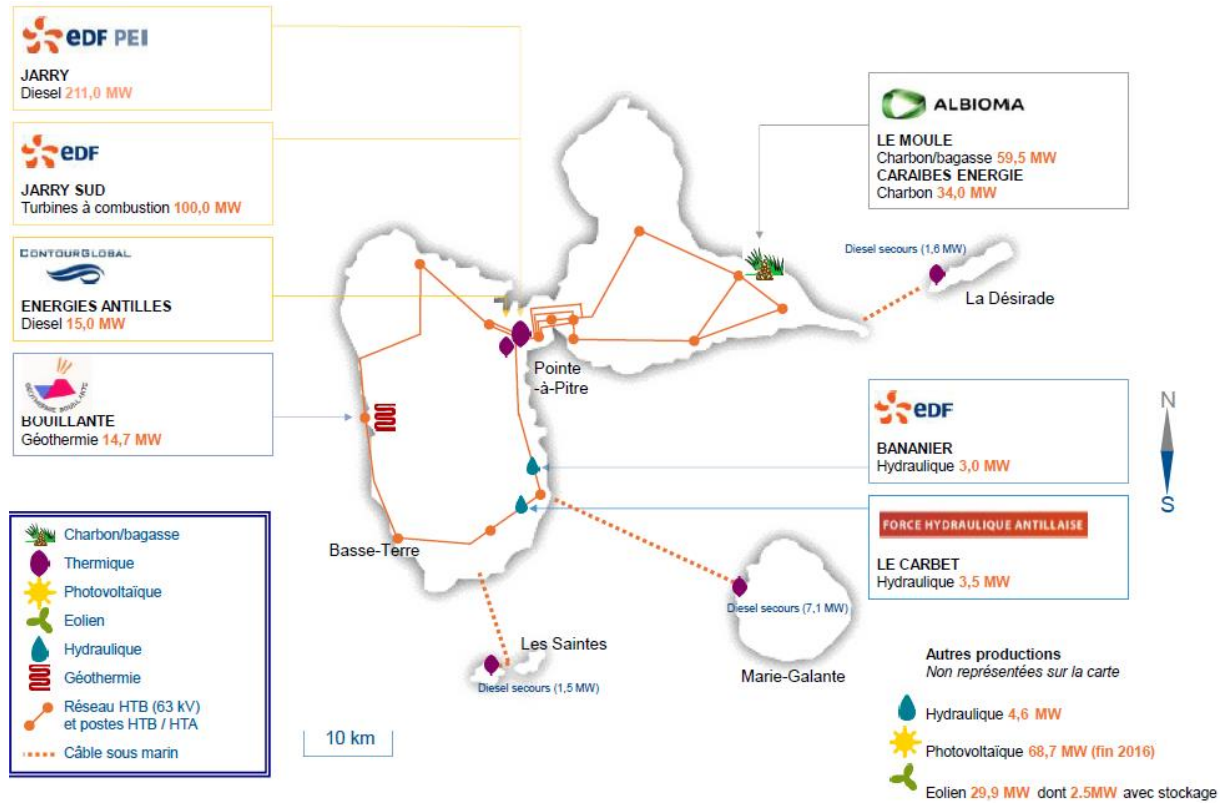 eDF PEI
JARRY
Diesel 211,0 MW
eDF
JARRY SUD
Turbines à combustion 100,0 MW
CONTOURGLOBAL
ENERGIES ANTILLES
Diesel 15,0 MW
GÉOTHERMIE BOUILLANTE
BOUILLANTE
Géothermie 14,7 MW
ALBIOMA
LE MOULE
Charbon/bagasse 59,5 MW
CARAIBES ENERGIE
Charbon 34,0 MW
Diesel secours (1,6 MW)
La Désirade
Pointe
-à-Pitre
eDF
BANANIER
Hydraulique 3,0 MW
N
S
FORCE HYDRAULIQUE ANTILLAISE
LE CARBET
Hydraulique 3,5 MW
Basse-Terre
Les Saintes
Diesel secours (1,5 MW)
Diesel secours (7,1 MW)
Marie-Galante
Charbon/bagasse
Thermique
Photovoltaïque
Eolien
Hydraulique
Géothermie
Réseau HTB (63 kV)
et postes HTB / HTA
Câble sous marin
10 km
Autres productions
Non représentées sur la carte
Hydraulique 4,6 MW
Photovoltaïque 68,7 MW (fin 2016)
Eolien 29,9 MW dont 2.5MW avec stockage